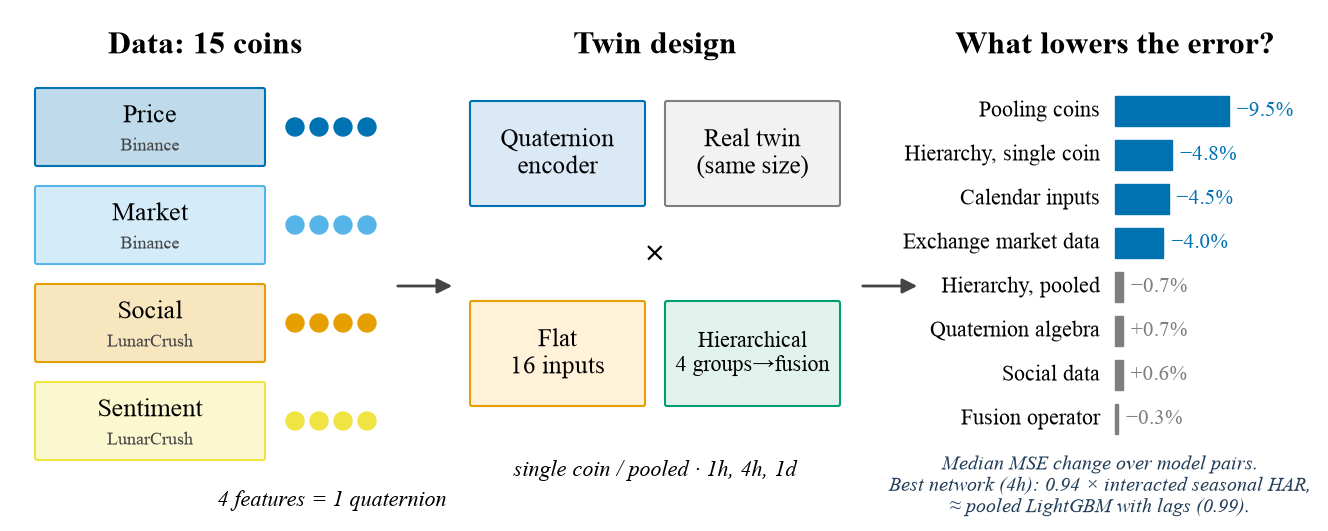 Data: 15 coins
Price
Binance
Market
Binance
Social
LunarCrush
Sentiment
LunarCrush
4 features = 1 quaternion
Twin design
Quaternion
encoder
Real twin
(same size)
×
Flat
16 inputs
Hierarchical
4 groups→fusion
single coin / pooled · 1h, 4h, 1d
What lowers the error?
Pooling coins −9.5%
Hierarchy, single coin −4.8%
Calendar inputs −4.5%
Exchange market data −4.0%
Hierarchy, pooled −0.7%
Quaternion algebra +0.7%
Social data +0.6%
Fusion operator −0.3%
Median MSE change over model pairs.
Best network (4h): 0.94 × interacted seasonal HAR,
≈ pooled LightGBM with lags (0.99).